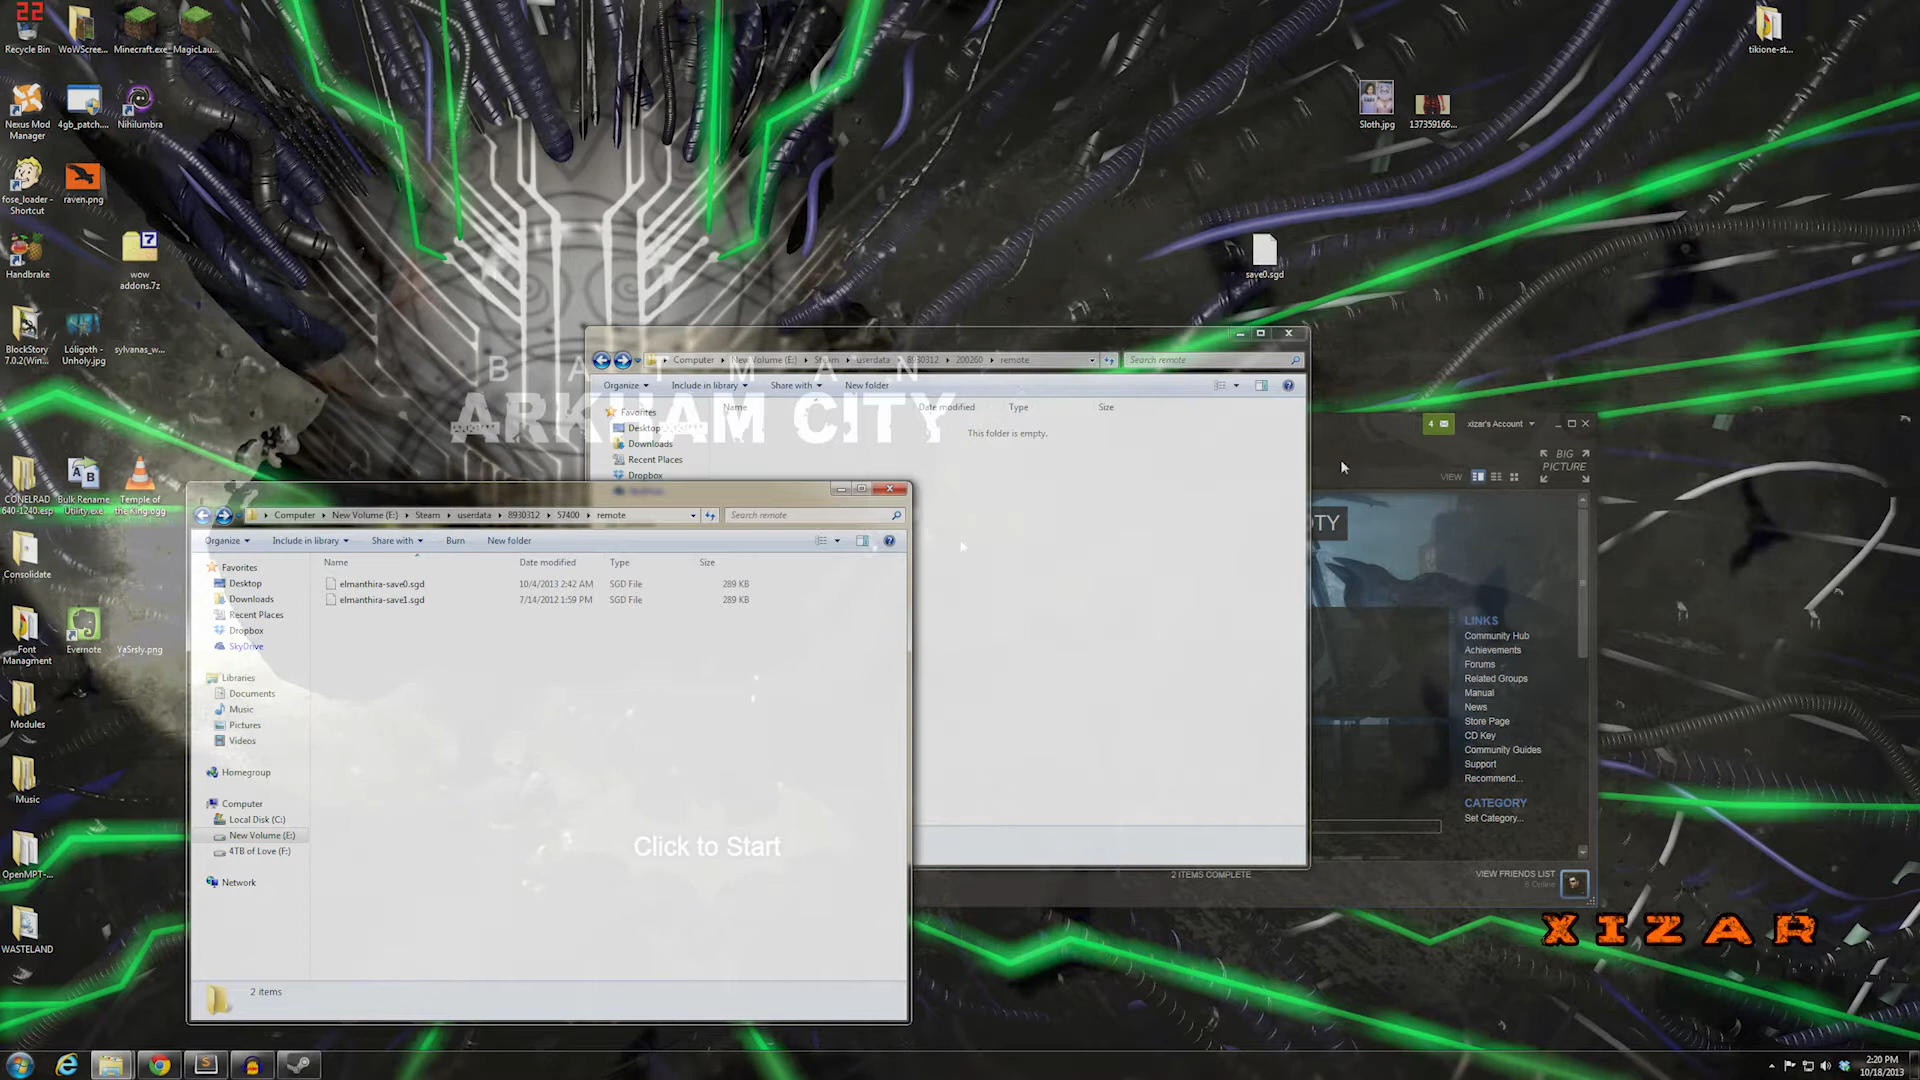 22
Recycle Bin
WoWScree...
Minecraft.exe
MagicLau...
tikione-st...
Nexus Mod
Manager
4gb_patch....
Nihilumbra
Sloth.jpg
137359166...
fose_loader -
Shortcut
raven.png
Handbrake
7
wow
addons.7z
save0.sgd
BlockStory
7.0.2(Win...
Lóligoth -
Unholy.jpg
sylvanas_w...
Computer
New Volume (E:)
Steam
userdata
8930312
200260
remote
Search remote
Organize
Include in library
Share with
New folder
BATMAN
ARKHAM CITY
Name
Date modified
Type
Size
This folder is empty.
Favorites
Desktop
Downloads
Recent Places
Dropbox
4
xizar's Account
VIEW
BIG
PICTURE
TY
CONELRAD
640-1240.esp
Bulk Rename
Utility.exe
Temple of
the King.ogg
Computer
New Volume (E:)
Steam
userdata
8930312
57400
remote
Search remote
Organize
Include in library
Share with
Burn
New folder
Name
Date modified
Type
Size
elmanthira-save0.sgd
10/4/2013 2:42 AM
SGD File
289 KB
elmanthira-save1.sgd
7/14/2012 1:59 PM
SGD File
289 KB
Favorites
Desktop
Downloads
Recent Places
Dropbox
SkyDrive
Libraries
Documents
Music
Pictures
Videos
Homegroup
Computer
Local Disk (C:)
New Volume (E:)
4TB of Love (F:)
Network
2 items
Click to Start
Consolidate
Font
Managment
Evernote
YaSrsly.png
Modules
Music
OpenMPT-...
WASTELAND
LINKS
Community Hub
Achievements
Forums
Related Groups
Manual
News
Store Page
CD Key
Community Guides
Support
Recommend...
CATEGORY
Set Category...
2 ITEMS COMPLETE
VIEW FRIENDS LIST
6 Online
XIZAR
2:20 PM
10/18/2013